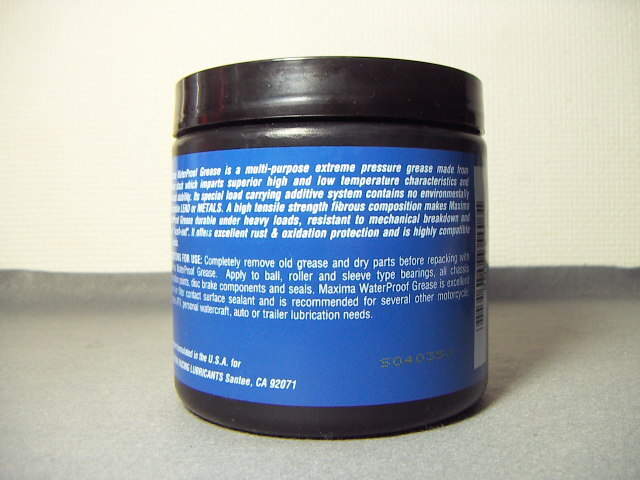 WaterProof Grease is a multi-purpose extreme pressure grease made from
stock which imparts superior high and low temperature characteristics and
stability. Its special load carrying additive system contains no environmentally
LEAD or METALS. A high tensile strength fibrous composition makes Maxima
Grease durable under heavy loads, resistant to mechanical breakdown and
It offers excellent rust & oxidation protection and is highly compatible
FOR USE: Completely remove old grease and dry parts before repacking with
WaterProof Grease. Apply to ball, roller and sleeve type bearings, all chassis
parts, disc brake components and seals. Maxima WaterProof Grease is excellent
contact surface sealant and is recommended for several other motorcycle,
personal watercraft, auto or trailer lubrication needs.
formulated in the U.S.A. for
RACING LUBRICANTS Santee, CA 92071